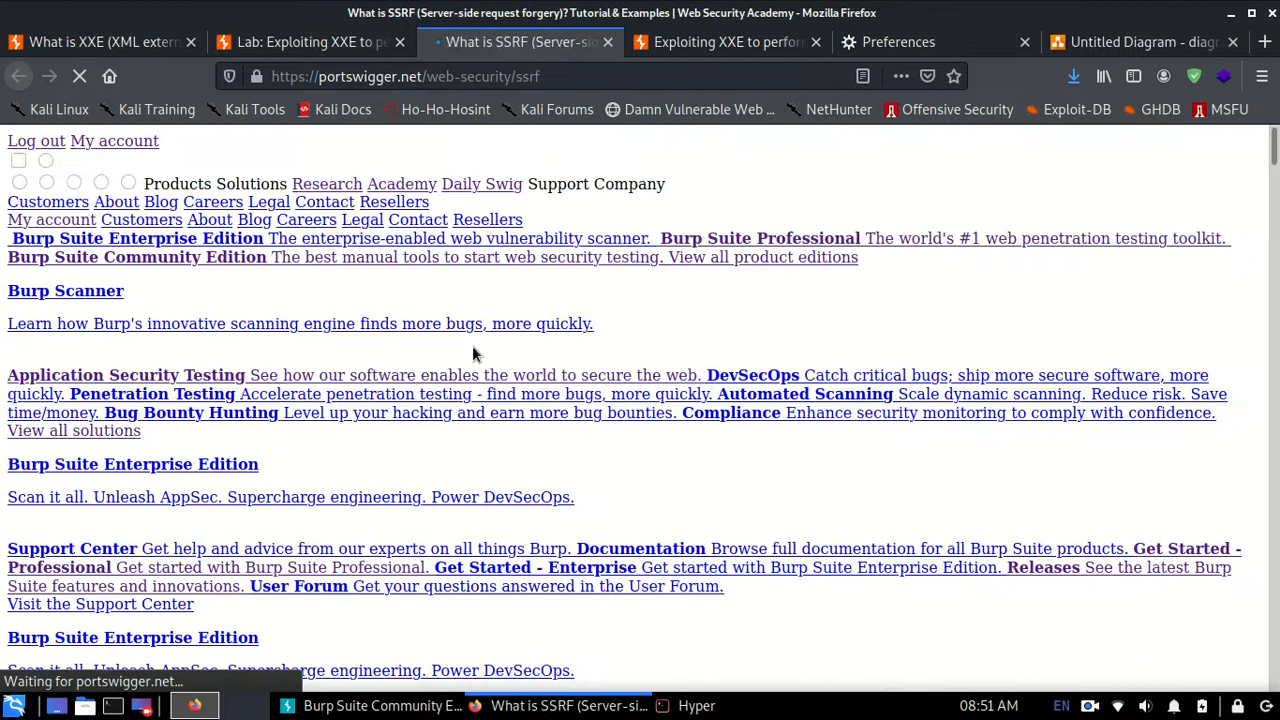 What is SSRF (Server-side request forgery)? Tutorial & Examples | Web Security Academy - Mozilla Firefox
What is XXE (XML extern
Lab: Exploiting XXE to pe
What is SSRF (Server-si
Exploiting XXE to perfor
Preferences
Untitled Diagram - diagr
https://portswigger.net/web-security/ssrf
Kali Linux
Kali Training
Kali Tools
Kali Docs
Ho-Ho-Hosint
Kali Forums
Damn Vulnerable Web ...
NetHunter
Offensive Security
Exploit-DB
GHDB
MSFU
Log out My account
Products Solutions Research Academy Daily Swig Support Company
Customers About Blog Careers Legal Contact Resellers
My account Customers About Blog Careers Legal Contact Resellers
Burp Suite Enterprise Edition The enterprise-enabled web vulnerability scanner. Burp Suite Professional The world's #1 web penetration testing toolkit.
Burp Suite Community Edition The best manual tools to start web security testing. View all product editions
Burp Scanner
Learn how Burp's innovative scanning engine finds more bugs, more quickly.
Application Security Testing See how our software enables the world to secure the web. DevSecOps Catch critical bugs; ship more secure software, more
quickly. Penetration Testing Accelerate penetration testing - find more bugs, more quickly. Automated Scanning Scale dynamic scanning. Reduce risk. Save
time/money. Bug Bounty Hunting Level up your hacking and earn more bug bounties. Compliance Enhance security monitoring to comply with confidence.
View all solutions
Burp Suite Enterprise Edition
Scan it all. Unleash AppSec. Supercharge engineering. Power DevSecOps.
Support Center Get help and advice from our experts on all things Burp. Documentation Browse full documentation for all Burp Suite products. Get Started -
Professional Get started with Burp Suite Professional. Get Started - Enterprise Get started with Burp Suite Enterprise Edition. Releases See the latest Burp
Suite features and innovations. User Forum Get your questions answered in the User Forum.
Visit the Support Center
Burp Suite Enterprise Edition
Scan it all. Unleash AppSec. Supercharge engineering. Power DevSecOps.
Waiting for portswigger.net...
Burp Suite Community E...
What is SSRF (Server-si...
Hyper
08:51 AM
EN